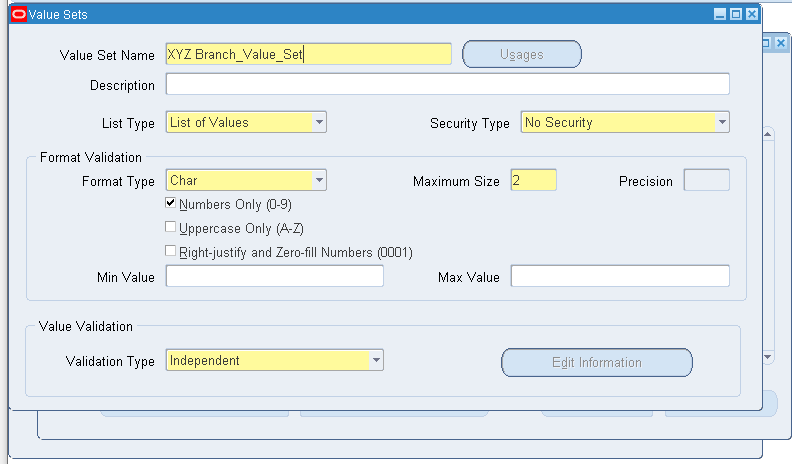 Value Sets
Value Set Name XYZ Branch_Value_Set Usages
Description
List Type List of Values Security Type No Security
Format Validation
Format Type Char Maximum Size 2 Precision
Numbers Only (0-9)
Uppercase Only (A-Z)
Right-justify and Zero-fill Numbers (0001)
Min Value Max Value
Value Validation
Validation Type Independent Edit Information